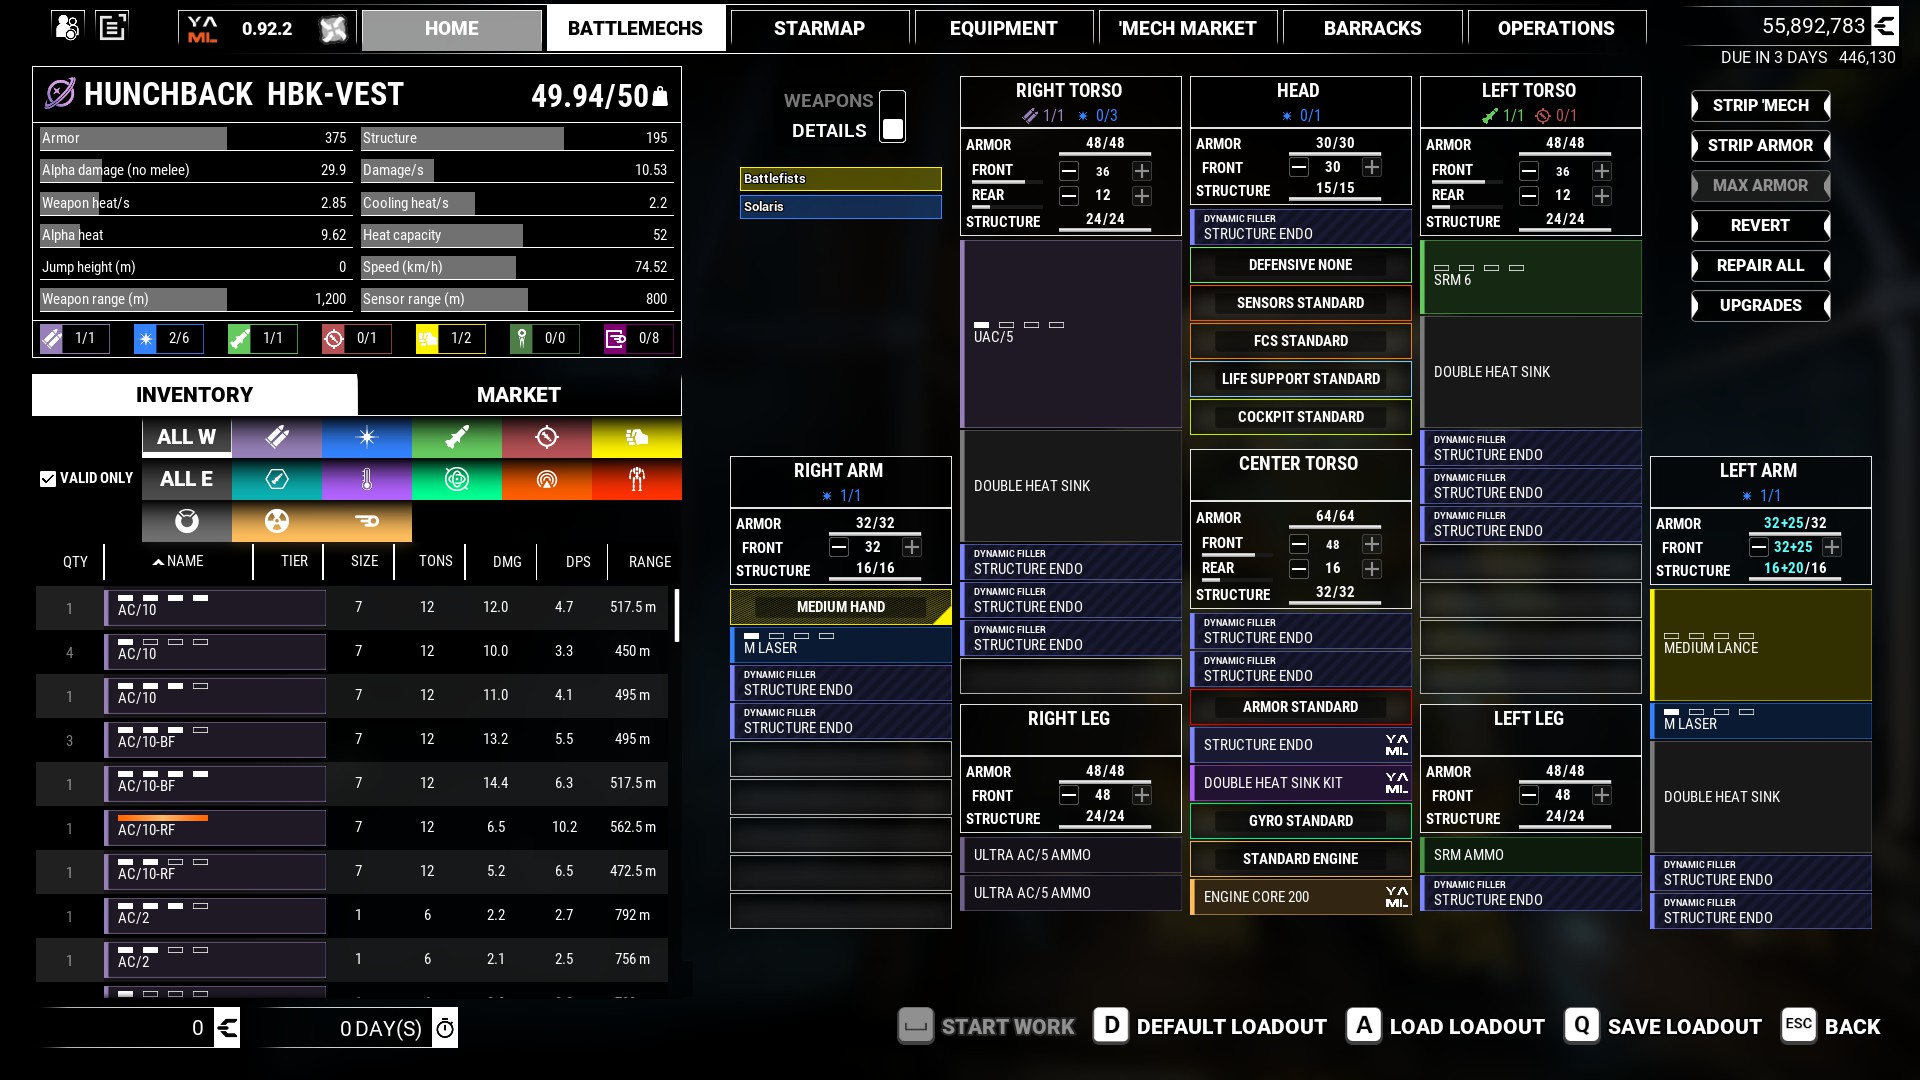 YA ML 0.92.2 HOME BATTLEMECHS STARMAP EQUIPMENT 'MECH MARKET BARRACKS OPERATIONS 55,892,783
DUE IN 3 DAYS 446,130
HUNCHBACK HBK-VEST 49.94/50
Armor 375 Structure 195
Alpha damage (no melee) 29.9 Damage/s 10.53
Weapon heat/s 2.85 Cooling heat/s 2.2
Alpha heat 9.62 Heat capacity 52
Jump height (m) 0 Speed (km/h) 74.52
Weapon range (m) 1,200 Sensor range (m) 800
1/1 2/6 1/1 0/1 1/2 0/0 0/8
INVENTORY MARKET
ALL W
VALID ONLY ALL E
QTY NAME TIER SIZE TONS DMG DPS RANGE
1 AC/10 7 12 12.0 4.7 517.5 m
4 AC/10 7 12 10.0 3.3 450 m
1 AC/10 7 12 11.0 4.1 495 m
3 AC/10-BF 7 12 13.2 5.5 495 m
1 AC/10-BF 7 12 14.4 6.3 517.5 m
1 AC/10-RF 7 12 6.5 10.2 562.5 m
1 AC/10-RF 7 12 5.2 6.5 472.5 m
1 AC/2 1 6 2.2 2.7 792 m
1 AC/2 1 6 2.1 2.5 756 m
0
0 DAY(S)
WEAPONS
DETAILS
Battlefists
Solaris
RIGHT ARM
1/1
ARMOR 32/32
FRONT 32
STRUCTURE 16/16
MEDIUM HAND
M LASER
DYNAMIC FILLER
STRUCTURE ENDO
DYNAMIC FILLER
STRUCTURE ENDO
RIGHT TORSO
1/1 0/3
ARMOR 48/48
FRONT 36
REAR 12
STRUCTURE 24/24
UAC/5
DOUBLE HEAT SINK
DYNAMIC FILLER
STRUCTURE ENDO
DYNAMIC FILLER
STRUCTURE ENDO
DYNAMIC FILLER
STRUCTURE ENDO
RIGHT LEG
ARMOR 48/48
FRONT 48
STRUCTURE 24/24
ULTRA AC/5 AMMO
ULTRA AC/5 AMMO
HEAD
0/1
ARMOR 30/30
FRONT 30
STRUCTURE 15/15
DYNAMIC FILLER
STRUCTURE ENDO
DEFENSIVE NONE
SENSORS STANDARD
FCS STANDARD
LIFE SUPPORT STANDARD
COCKPIT STANDARD
CENTER TORSO
ARMOR 64/64
FRONT 48
REAR 16
STRUCTURE 32/32
DYNAMIC FILLER
STRUCTURE ENDO
DYNAMIC FILLER
STRUCTURE ENDO
ARMOR STANDARD
STRUCTURE ENDO YA ML
DOUBLE HEAT SINK KIT YA ML
GYRO STANDARD
STANDARD ENGINE
ENGINE CORE 200 YA ML
LEFT TORSO
1/1 0/1
ARMOR 48/48
FRONT 36
REAR 12
STRUCTURE 24/24
SRM 6
DOUBLE HEAT SINK
DYNAMIC FILLER
STRUCTURE ENDO
DYNAMIC FILLER
STRUCTURE ENDO
DYNAMIC FILLER
STRUCTURE ENDO
LEFT LEG
ARMOR 48/48
FRONT 48
STRUCTURE 24/24
SRM AMMO
DYNAMIC FILLER
STRUCTURE ENDO
LEFT ARM
1/1
ARMOR 32+25/32
FRONT 32+25
STRUCTURE 16+20/16
MEDIUM LANCE
M LASER
DOUBLE HEAT SINK
DYNAMIC FILLER
STRUCTURE ENDO
DYNAMIC FILLER
STRUCTURE ENDO
STRIP 'MECH
STRIP ARMOR
MAX ARMOR
REVERT
REPAIR ALL
UPGRADES
START WORK D DEFAULT LOADOUT A LOAD LOADOUT Q SAVE LOADOUT ESC BACK